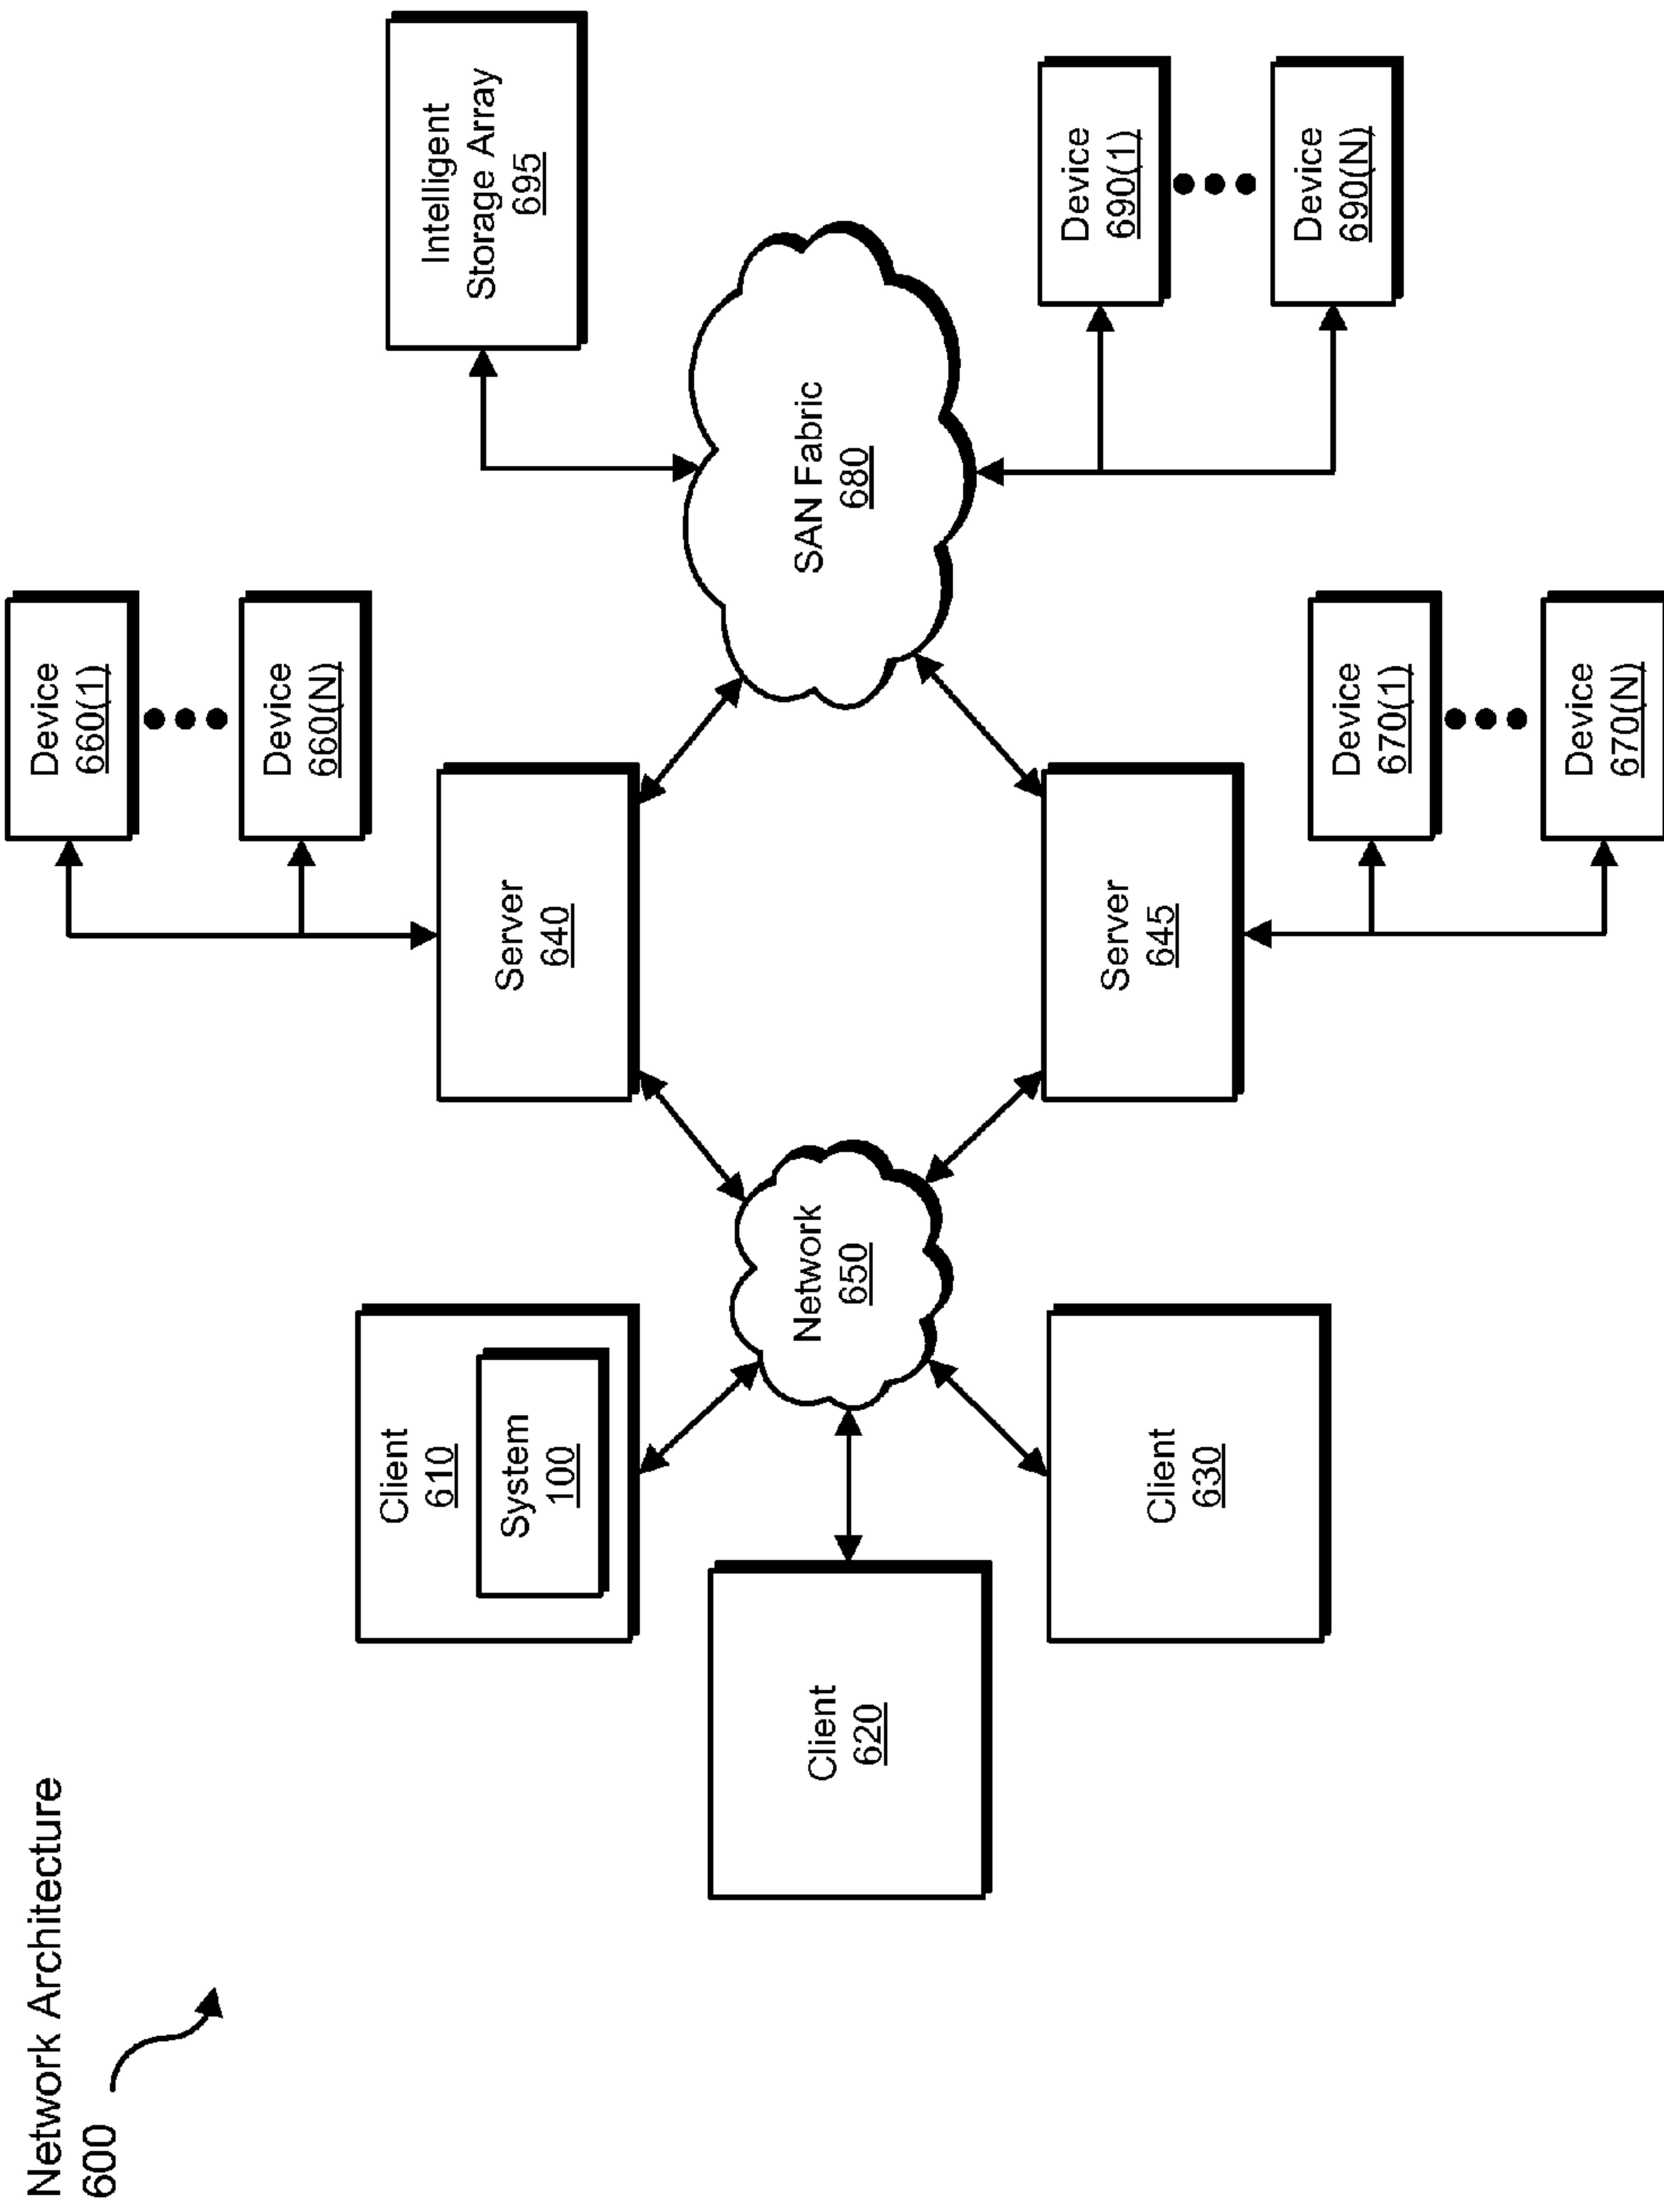 Network Architecture
600
Client
610
System
100
Client
620
Client
630
Network
650
Server
640
Server
645
Device
660(1)
Device
660(N)
Device
670(1)
Device
670(N)
SAN Fabric
680
Intelligent
Storage Array
695
Device
690(1)
Device
690(N)